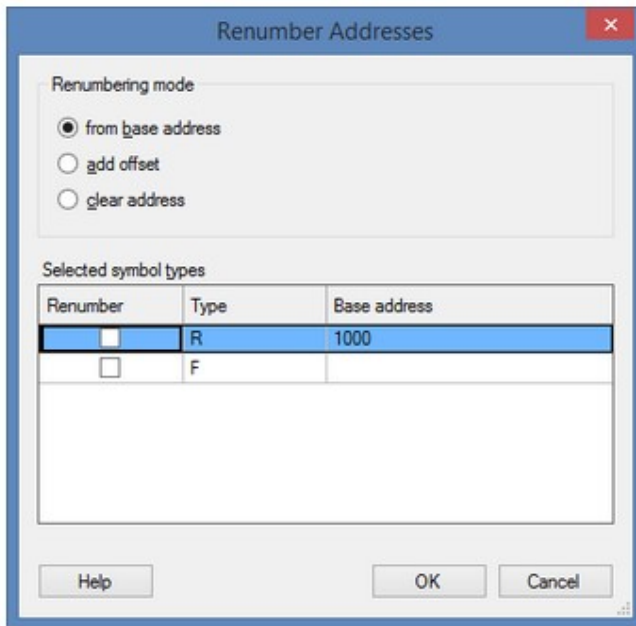 Renumber Addresses
Renumbering mode
from base address
add offset
clear address
Selected symbol types
Renumber Type Base address
R 1000
F
Help OK Cancel